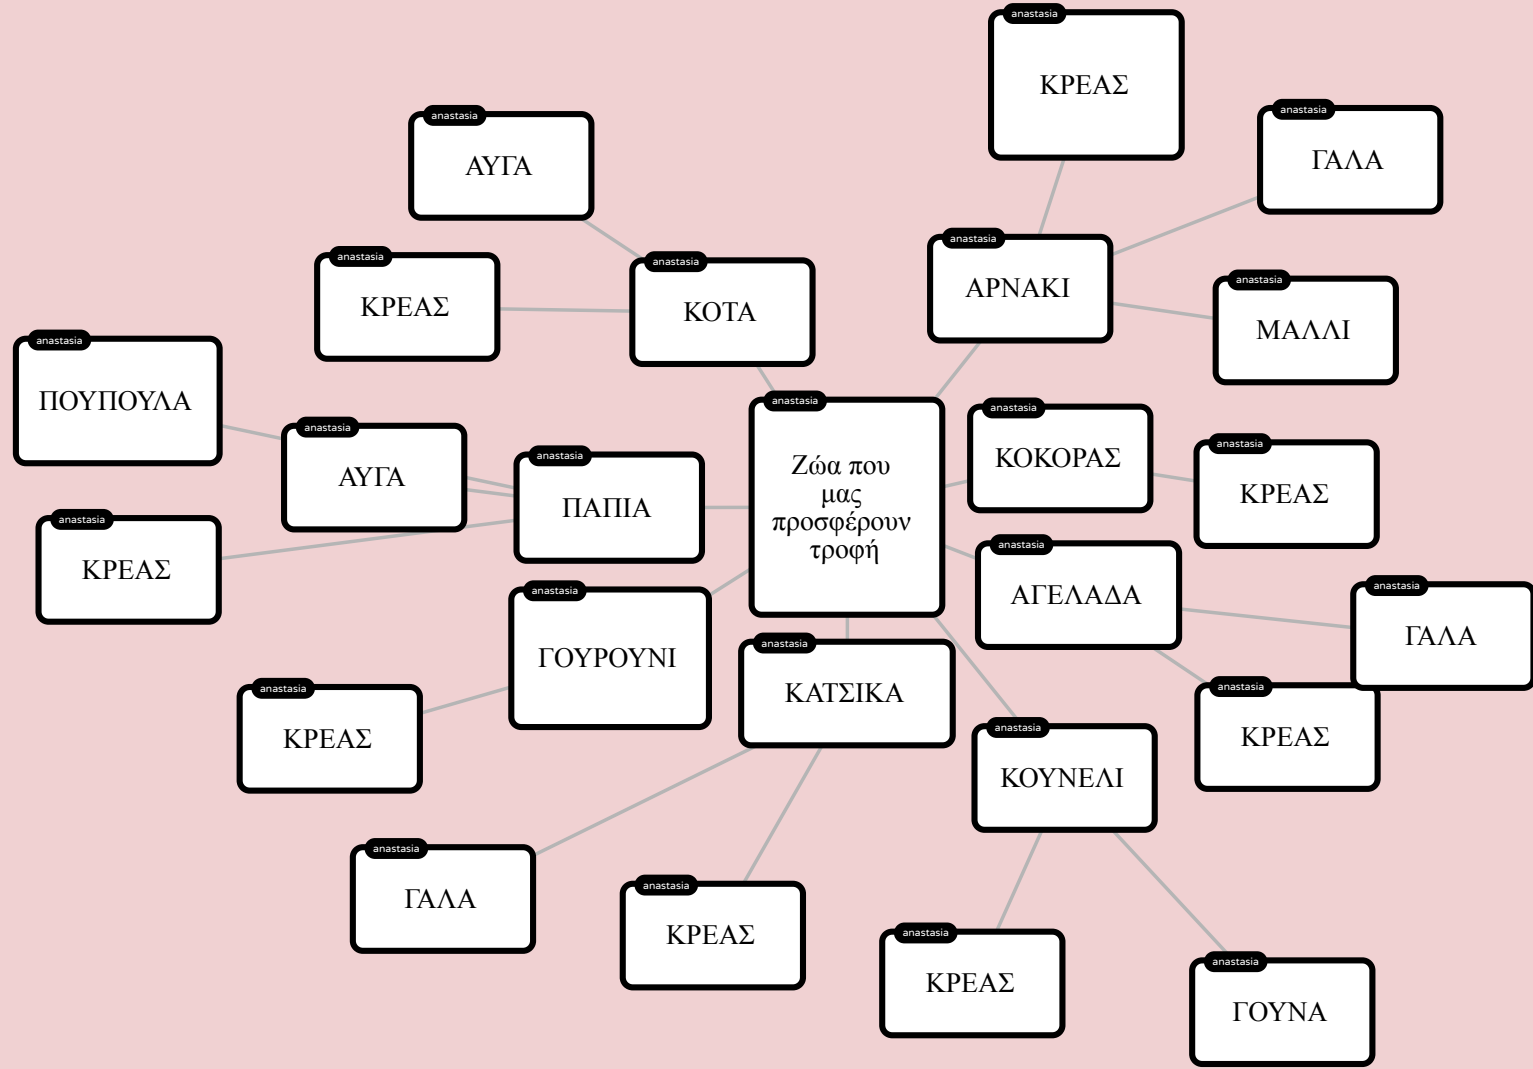 anastasia
ΚΡΕΑΣ
anastasia
ΓΑΛΑ
anastasia
ΑΥΓΑ
anastasia
ΑΡΝΑΚΙ
anastasia
ΚΡΕΑΣ
anastasia
ΚΟΤΑ
anastasia
ΜΑΛΛΙ
anastasia
ΠΟΥΠΟΥΛΑ
anastasia
Ζώα που
μας
προσφέρουν
τροφή
anastasia
ΚΟΚΟΡΑΣ
anastasia
ΑΥΓΑ
anastasia
ΠΑΠΙΑ
anastasia
ΚΡΕΑΣ
anastasia
ΚΡΕΑΣ
anastasia
ΑΓΕΛΑΔΑ
anastasia
ΓΑΛΑ
anastasia
ΓΟΥΡΟΥΝΙ
anastasia
ΚΑΤΣΙΚΑ
anastasia
ΚΡΕΑΣ
anastasia
ΚΡΕΑΣ
anastasia
ΚΟΥΝΕΛΙ
anastasia
ΓΑΛΑ
anastasia
ΚΡΕΑΣ
anastasia
ΚΡΕΑΣ
anastasia
ΓΟΥΝΑ